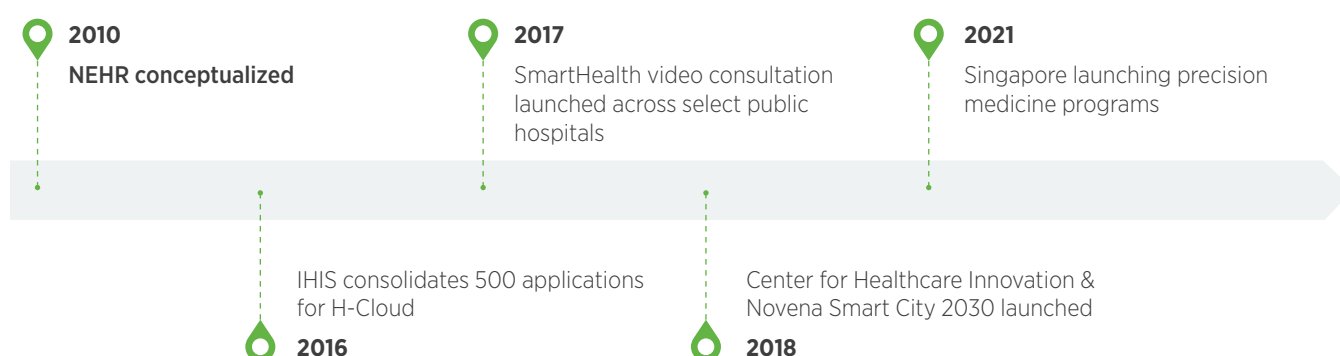 2010
NEHR conceptualized
2017
SmartHealth video consultation
launched across select public
hospitals
2021
Singapore launching precision
medicine programs
IHIS consolidates 500 applications
for H-Cloud
2016
Center for Healthcare Innovation &
Novena Smart City 2030 launched
2018